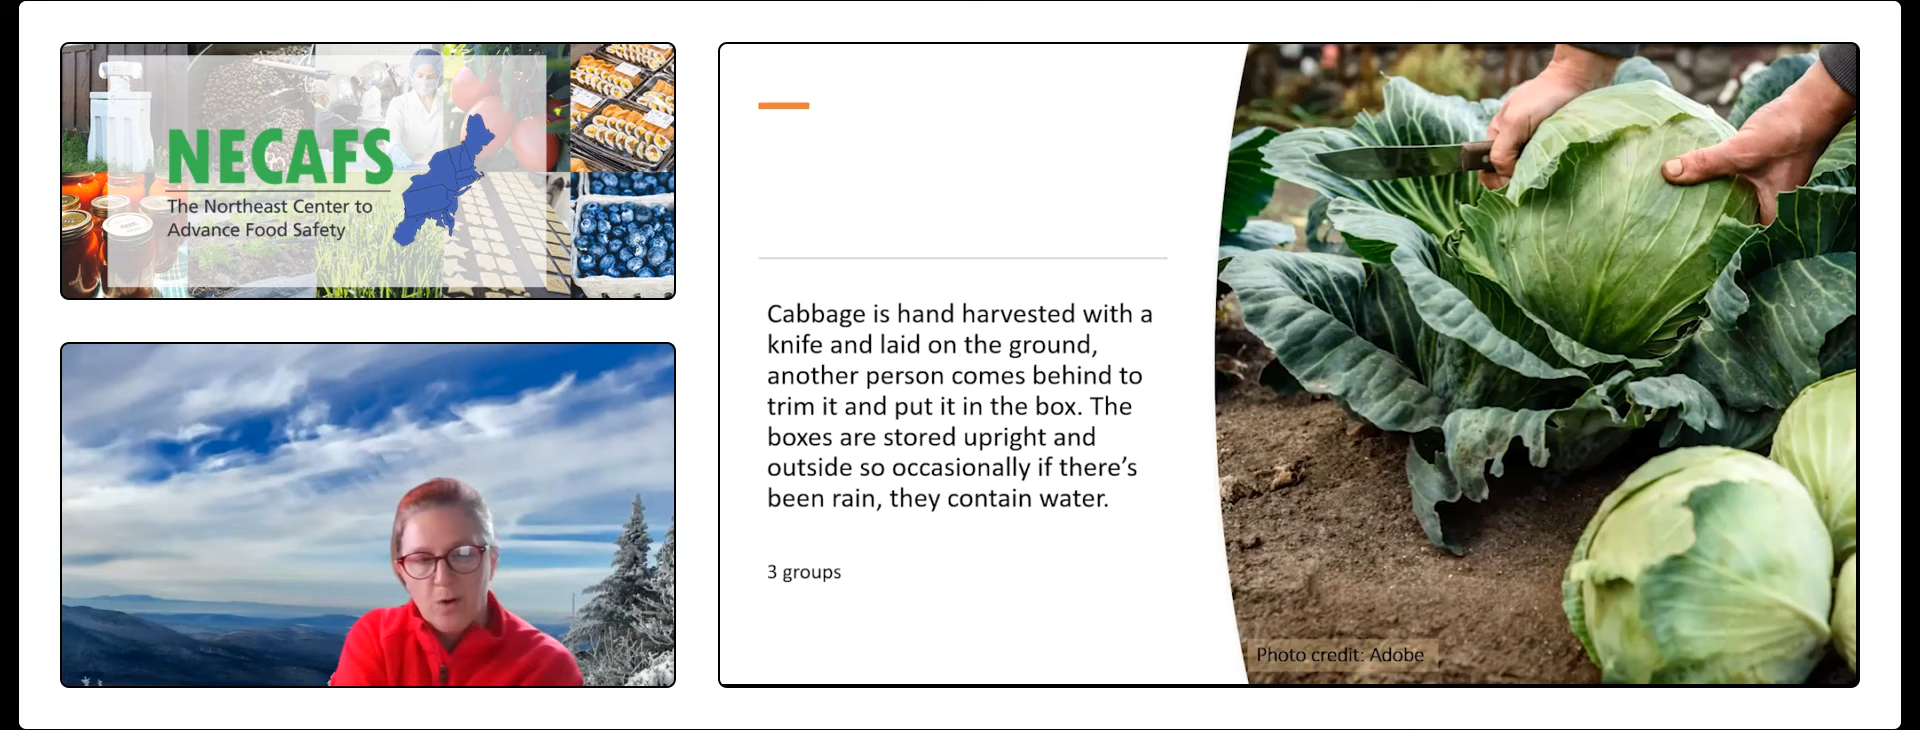 NECAFS
The Northeast Center to
Advance Food Safety
Cabbage is hand harvested with a
knife and laid on the ground,
another person comes behind to
trim it and put it in the box. The
boxes are stored upright and
outside so occasionally if there’s
been rain, they contain water.
3 groups
Photo credit: Adobe